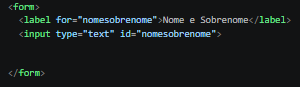 <form>
<label for="nomesobrenome">Nome e Sobrenome</label>
<input type="text" id="nomesobrenome">
</form>